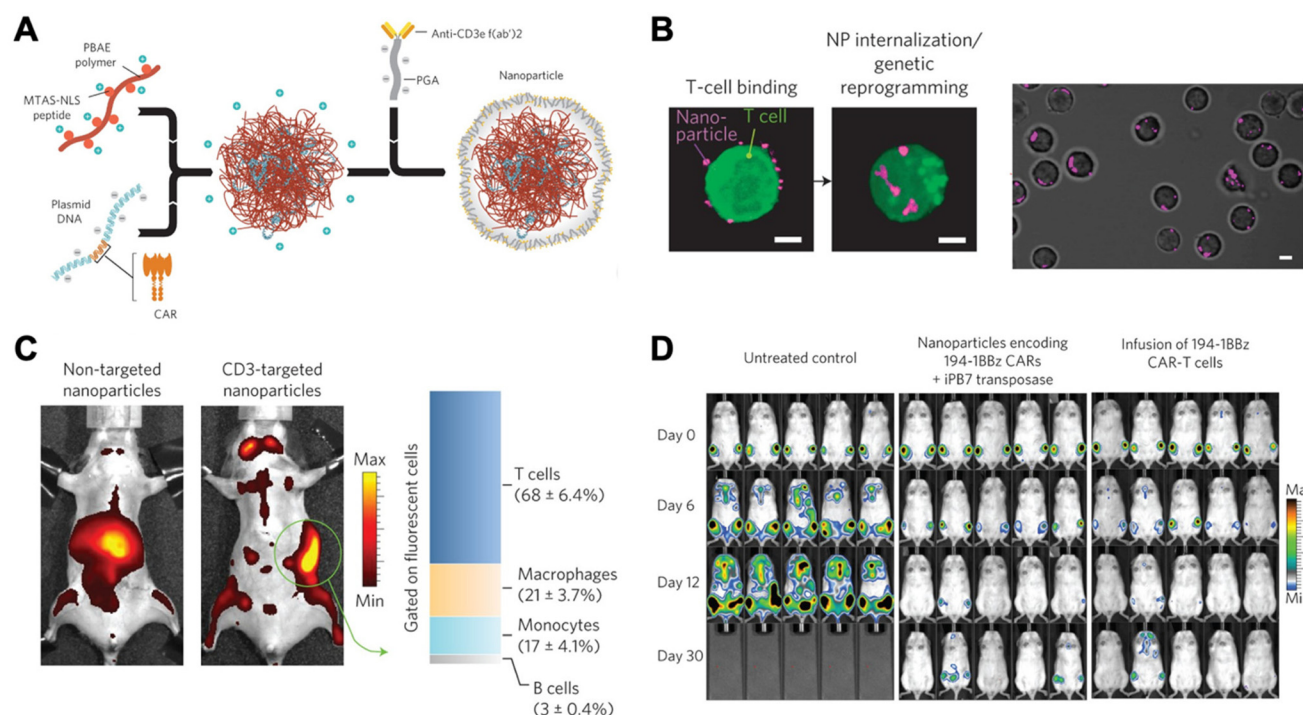 A
PBAE
polymer
MTAS-NLS
peptide
Plasmid
DNA
CAR
Anti-CD3e f(ab')2
PGA
Nanoparticle
B
T-cell binding
NP internalization/
genetic
reprogramming
Nano-
particle
T cell
C
Non-targeted
nanoparticles
CD3-targeted
nanoparticles
Max
Min
Gated on fluorescent cells
T cells
(68 ± 6.4%)
Macrophages
(21 ± 3.7%)
Monocytes
(17 ± 4.1%)
B cells
(3 ± 0.4%)
D
Untreated control
Nanoparticles encoding
194-1BBz CARs
+ iPB7 transposase
Infusion of 194-1BBz
CAR-T cells
Day 0
Day 6
Day 12
Day 30
Ma
Mi